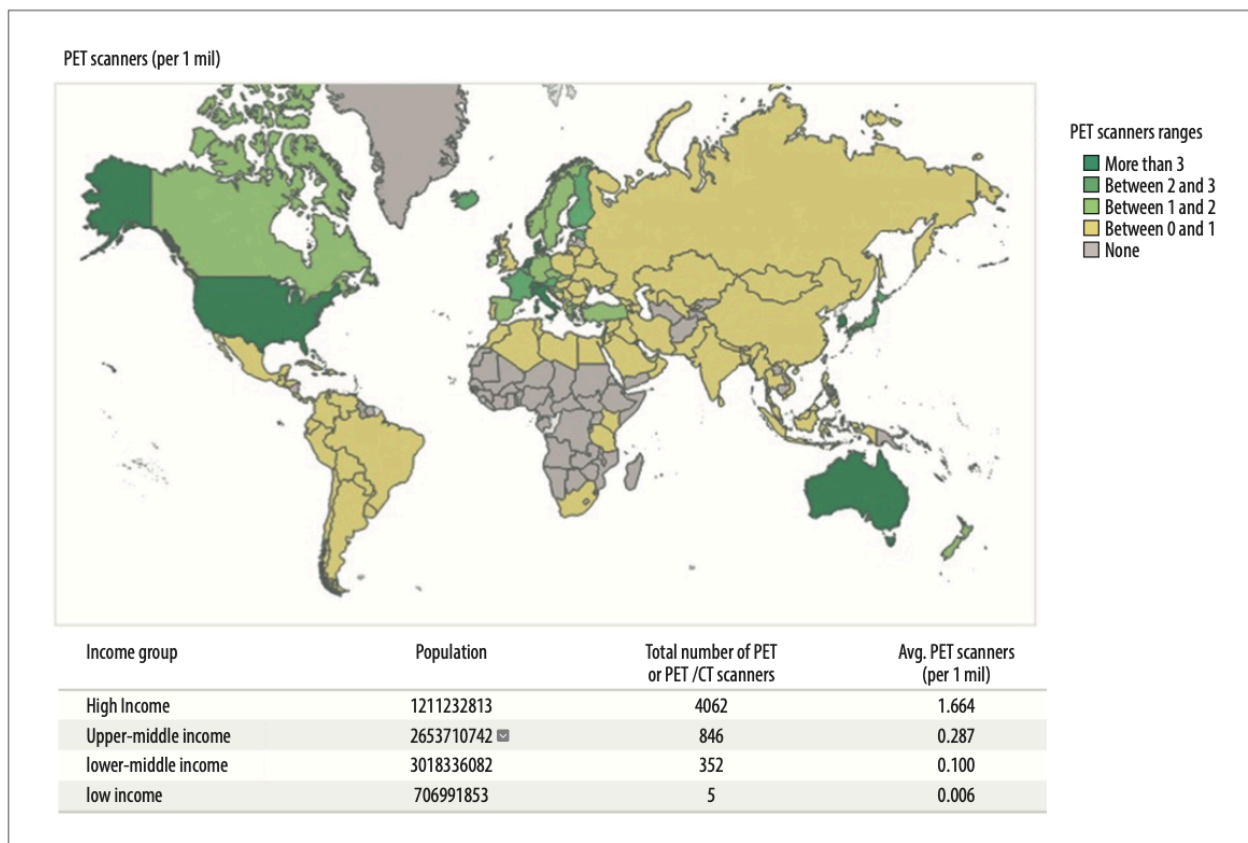 PET scanners (per 1 mil)
PET scanners ranges
More than 3
Between 2 and 3
Between 1 and 2
Between 0 and 1
None
Income group Population Total number of PET Avg. PET scanners
or PET /CT scanners (per 1 mil)
High Income 1211232813 4062 1.664
Upper-middle income 2653710742 846 0.287
lower-middle income 3018336082 352 0.100
low income 706991853 5 0.006